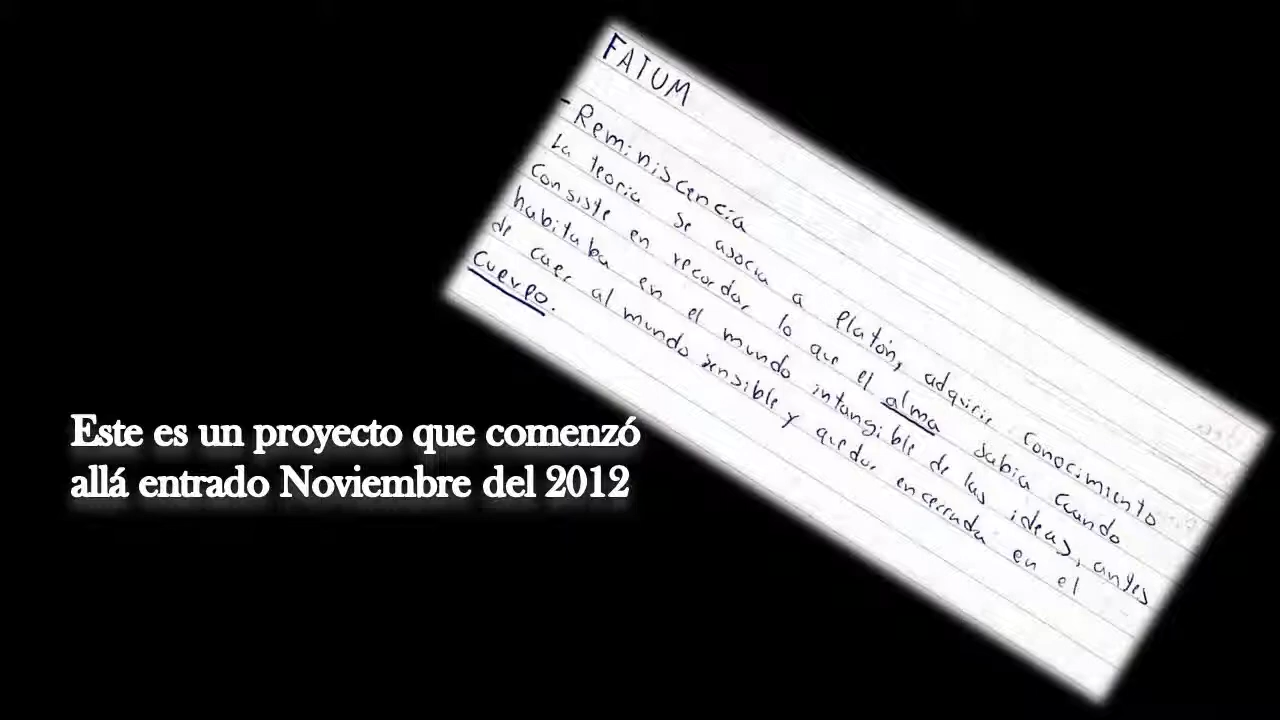 FATUM
- Reminiscencia
La teoria se asocia a Platón, adquirir conocimiento
Consiste en recordar lo que el alma sabia cuando
habitaba en el mundo intangible de las ideas, antes
de caer al mundo sensible y quedar encerrada en el
Cuerpo.
Este es un proyecto que comenzó
allá entrado Noviembre del 2012